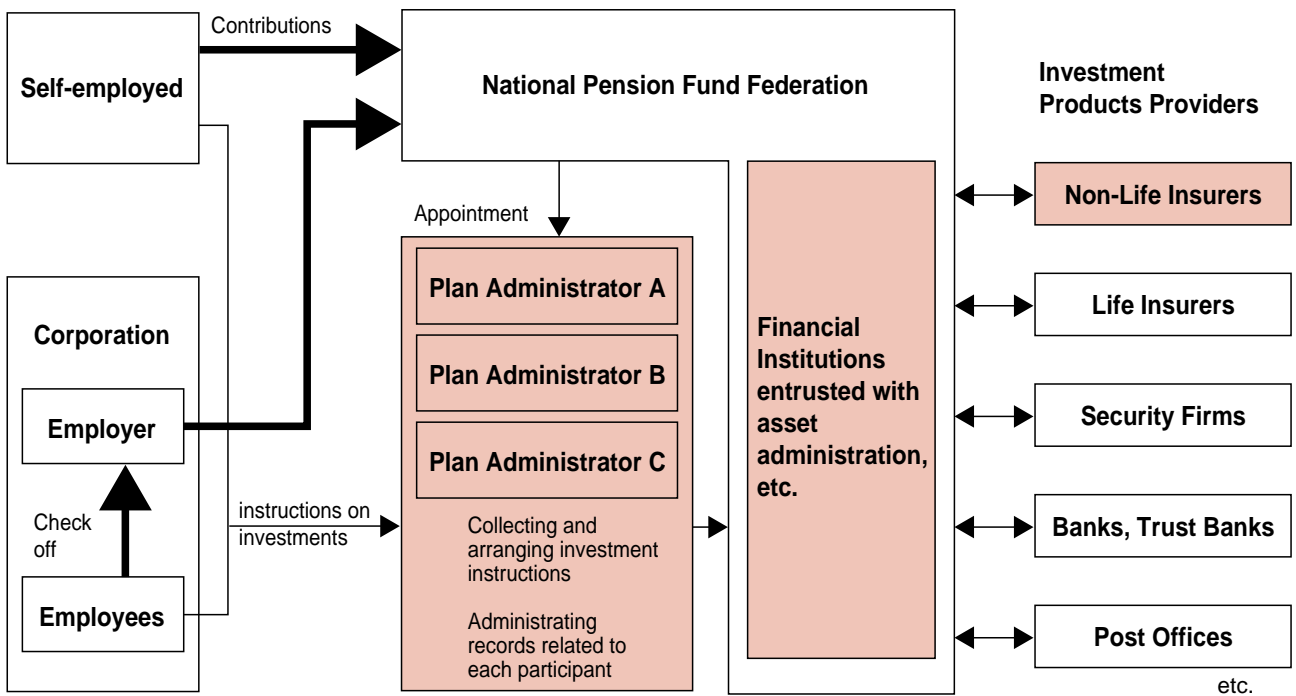 Contributions
Self-employed
National Pension Fund Federation
Investment
Products Providers
Appointment
Non-Life Insurers
Plan Administrator A
Life Insurers
Corporation
Plan Administrator B
Financial
Institutions
entrusted with
asset
administration,
etc.
Employer
Plan Administrator C
Security Firms
Check
off
instructions on
investments
Collecting and
arranging investment
instructions
Banks, Trust Banks
Employees
Administrating
records related to
each participant
Post Offices
etc.